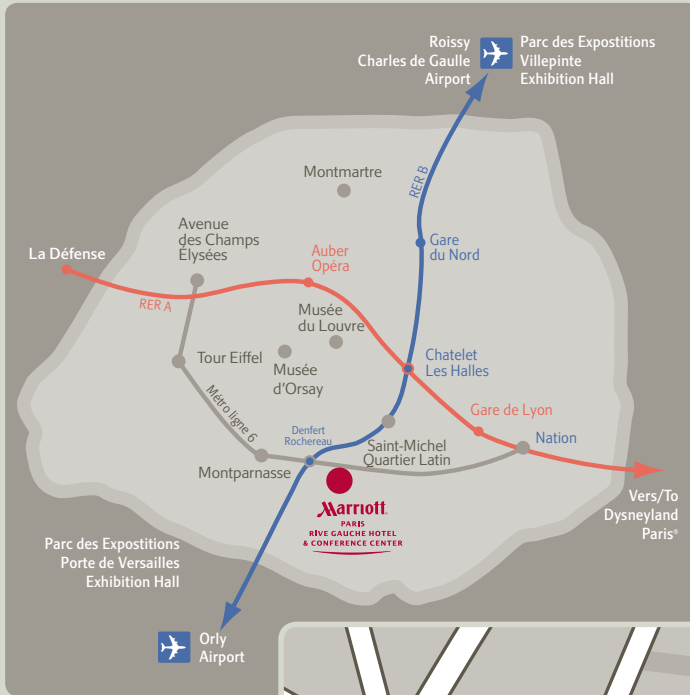 Roissy
Charles de Gaulle
Airport
Parc des Expostitions
Villepinte
Exhibition Hall
RER B
Montmartre
Avenue
des Champs
Élysées
La Défense
Auber
Opéra
Gare
du Nord
RER A
Musée
du Louvre
Tour Eiffel
Musée
d'Orsay
Chatelet
Les Halles
Métro ligne 6
Gare de Lyon
Denfert
Rochereau
Saint-Michel
Quartier Latin
Nation
Montparnasse
Marriott
PARIS
RIVE GAUCHE HOTEL
& CONFERENCE CENTER
Vers/To
Dysneyland
Paris®
Parc des Expostitions
Porte de Versailles
Exhibition Hall
Orly
Airport